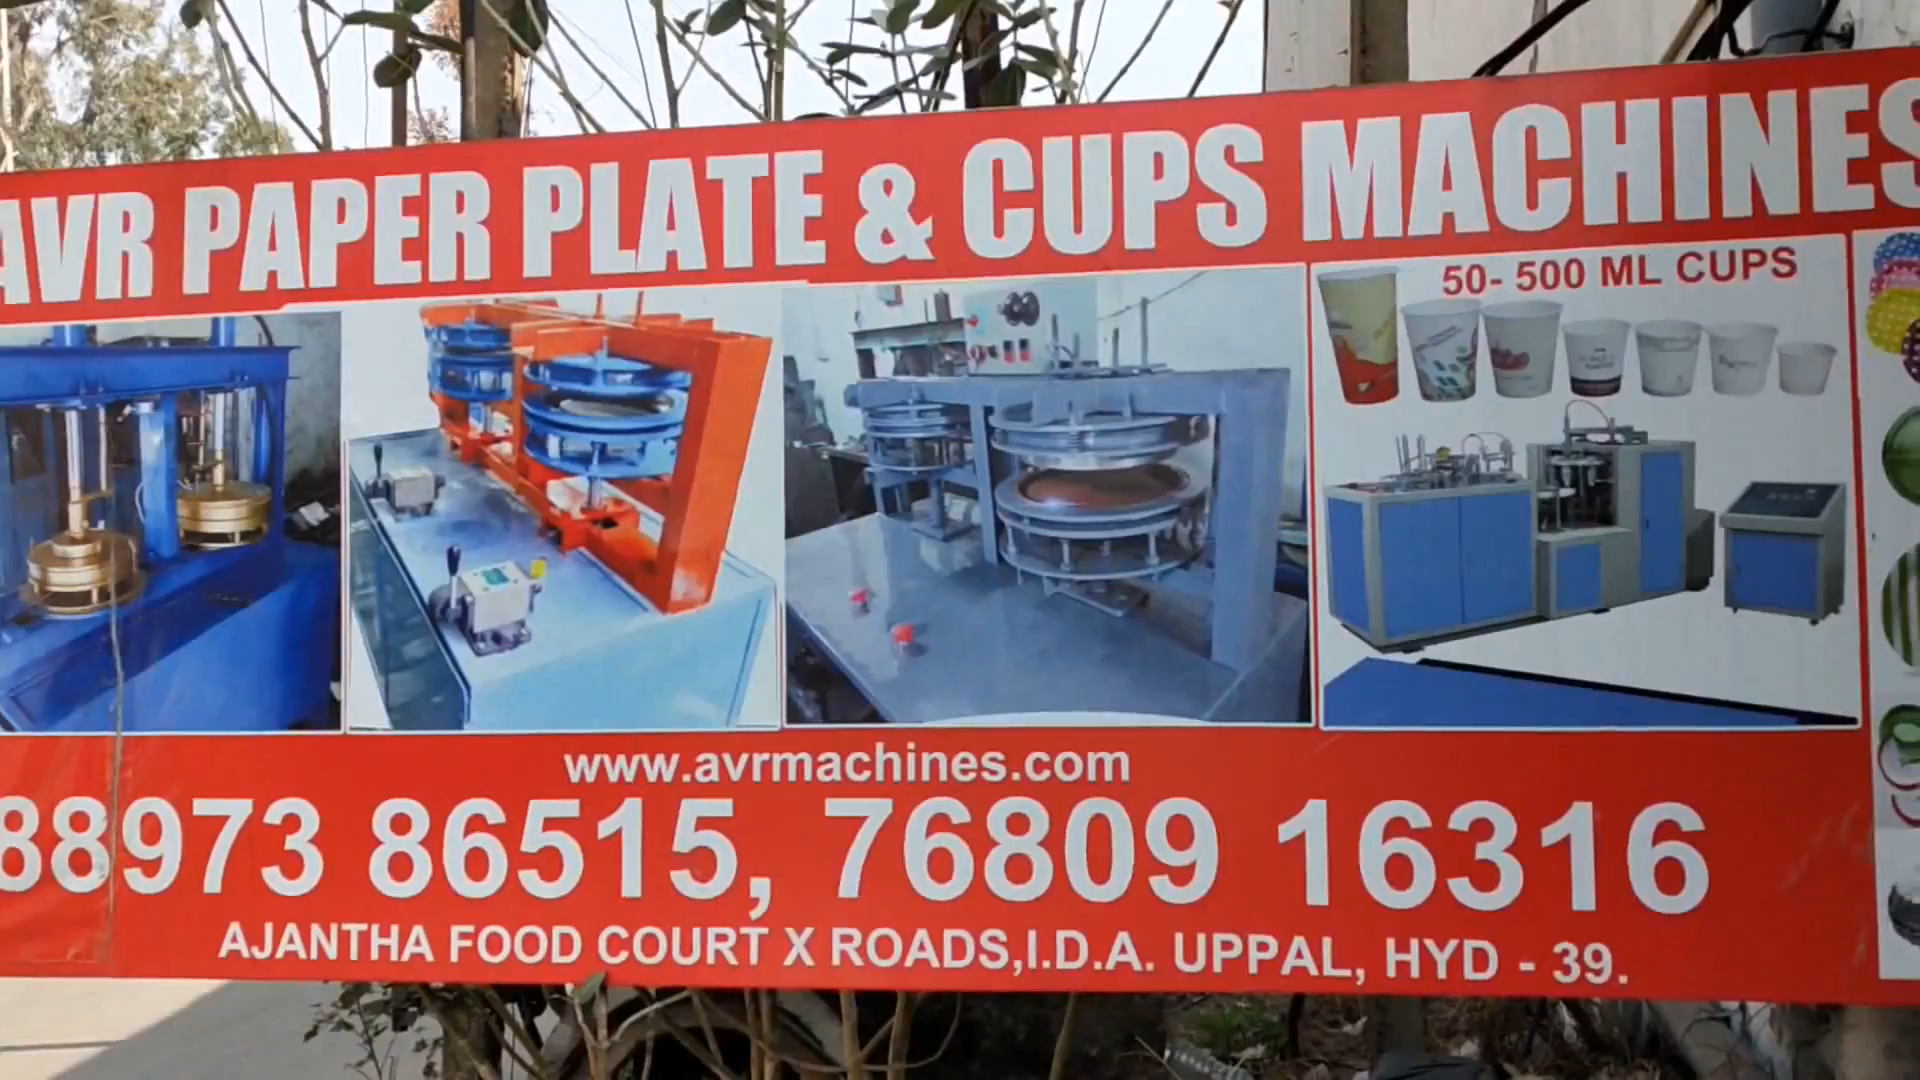 AVR PAPER PLATE & CUPS MACHINES
50- 500 ML CUPS
www.avrmachines.com
88973 86515, 76809 16316
AJANTHA FOOD COURT X ROADS,I.D.A. UPPAL, HYD - 39.